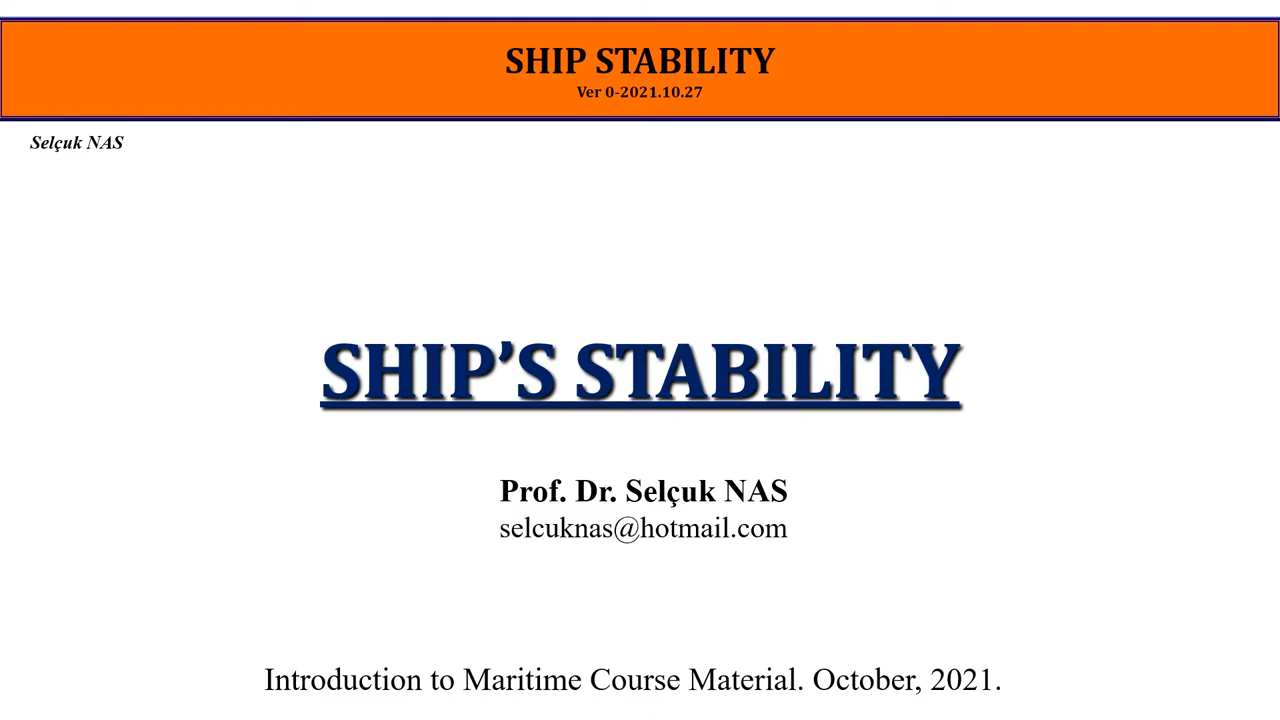 SHIP STABILITY
Ver 0-2021.10.27
Selçuk NAS
SHIP’S STABILITY
Prof. Dr. Selçuk NAS
selcuknas@hotmail.com
Introduction to Maritime Course Material. October, 2021.